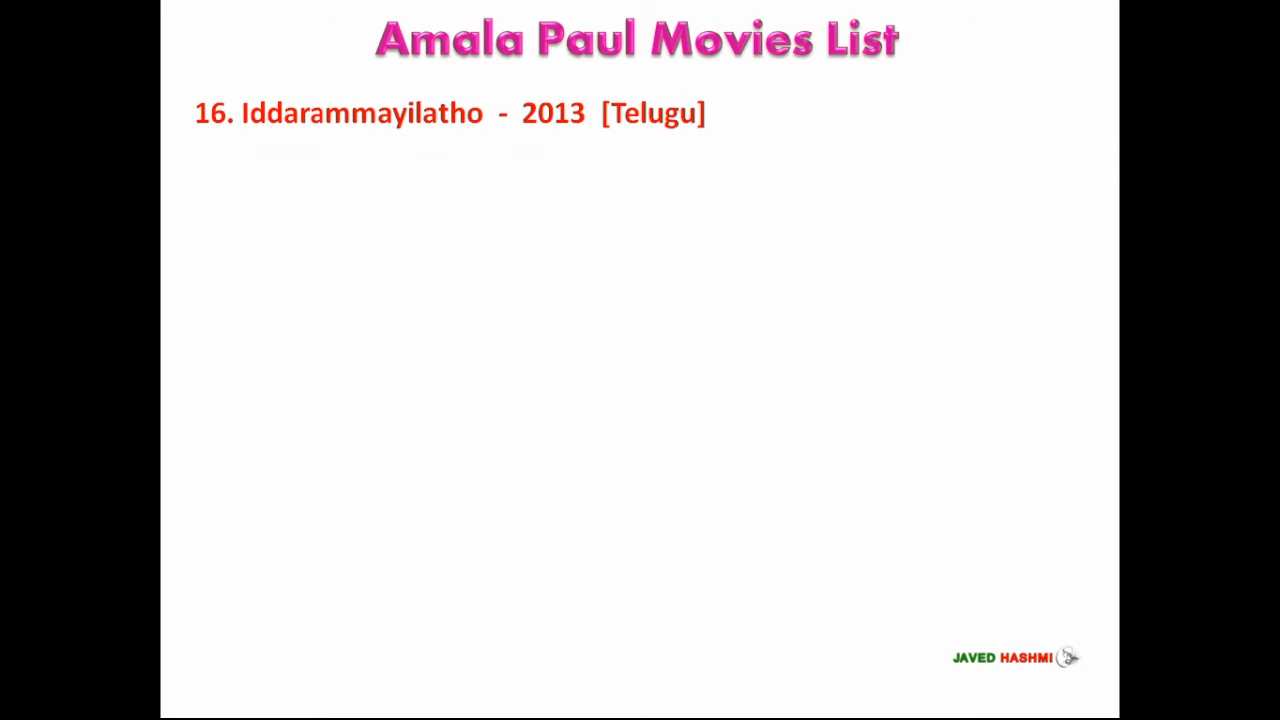 Amala Paul Movies List
16. Iddarammayilatho - 2013 [Telugu]
JAVED HASHMI